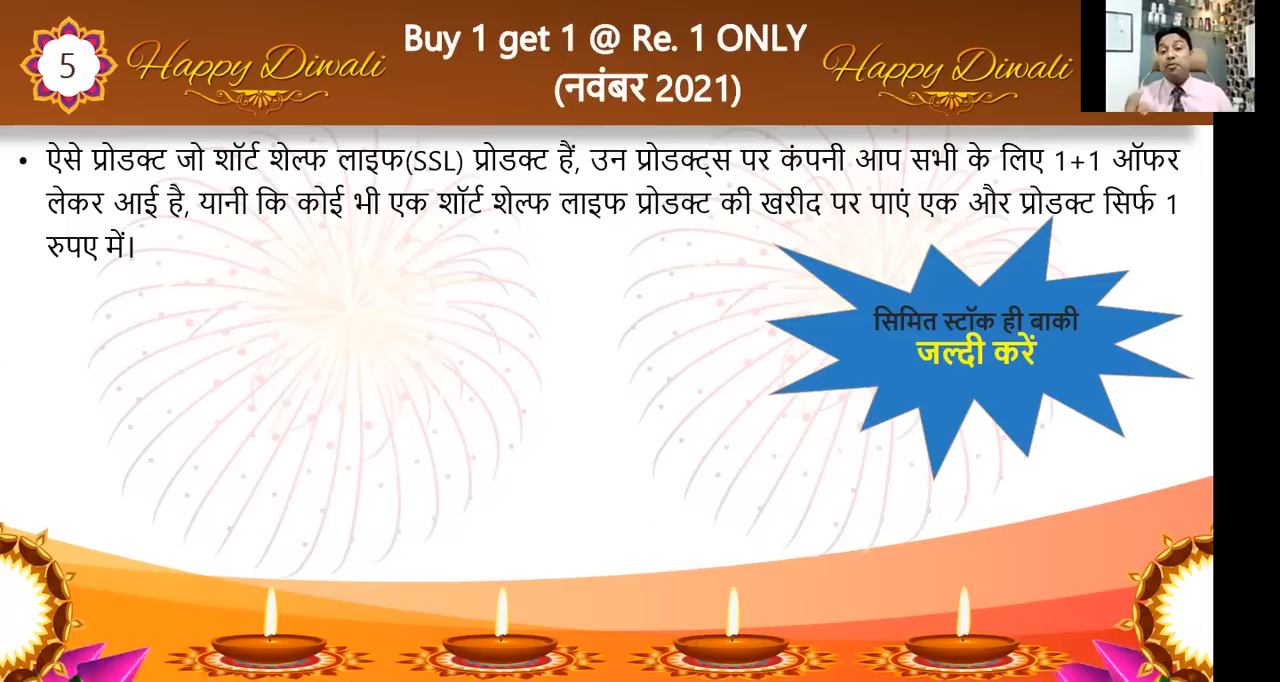 5
Happy Diwali
Buy 1 get 1 @ Re. 1 ONLY
(नवंबर 2021)
Happy Diwali
• ऐसे प्रोडक्ट जो शॉर्ट शेल्फ लाइफ(SSL) प्रोडक्ट हैं, उन प्रोडक्ट्स पर कंपनी आप सभी के लिए 1+1 ऑफर
लेकर आई है, यानी कि कोई भी एक शॉर्ट शेल्फ लाइफ प्रोडक्ट की खरीद पर पाएं एक और प्रोडक्ट सिर्फ 1
रुपए में।
सिमित स्टॉक ही बाकी
जल्दी करें